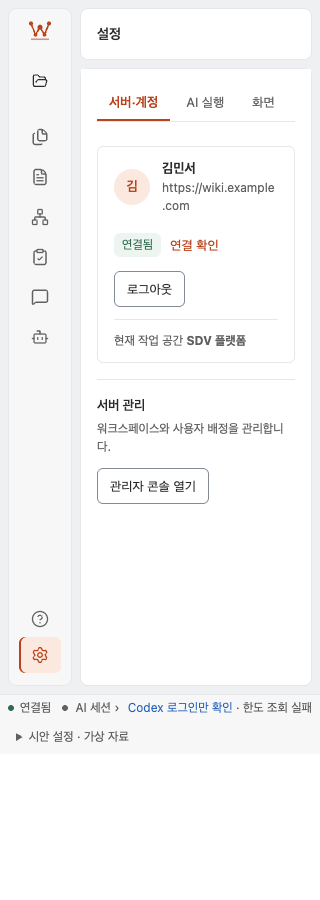 설정
서버·계정 AI 실행 화면
김 김민서
https://wiki.example
.com
연결됨 연결 확인
로그아웃
현재 작업 공간 SDV 플랫폼
서버 관리
워크스페이스와 사용자 배정을 관리합니
다.
관리자 콘솔 열기
● 연결됨 ● AI 세션 › Codex 로그인만 확인 · 한도 조회 실패
▶ 시안 설정 · 가상 자료